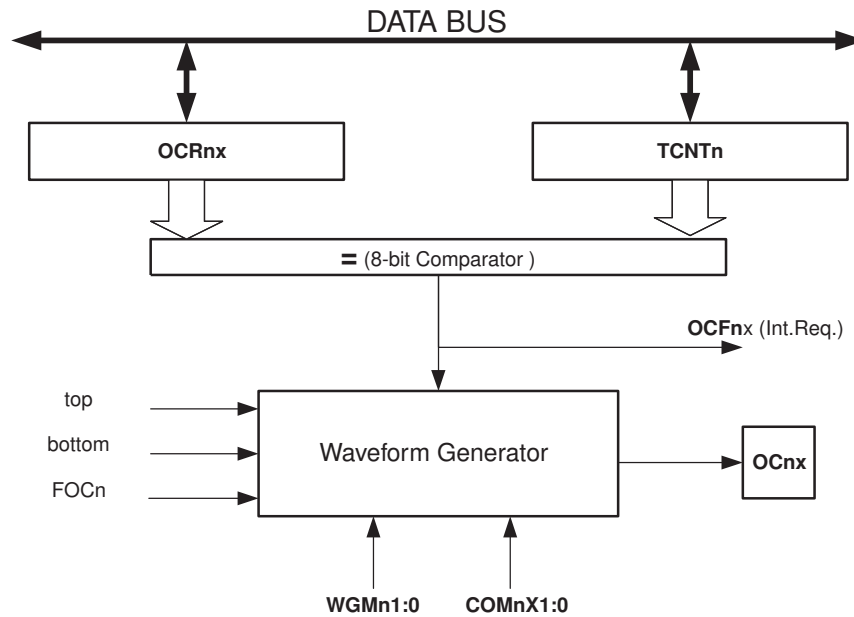 DATA BUS
OCRnx
TCNTn
= (8-bit Comparator )
OCFnx (Int.Req.)
top
bottom
FOCn
Waveform Generator
OCnx
WGMn1:0
COMnX1:0